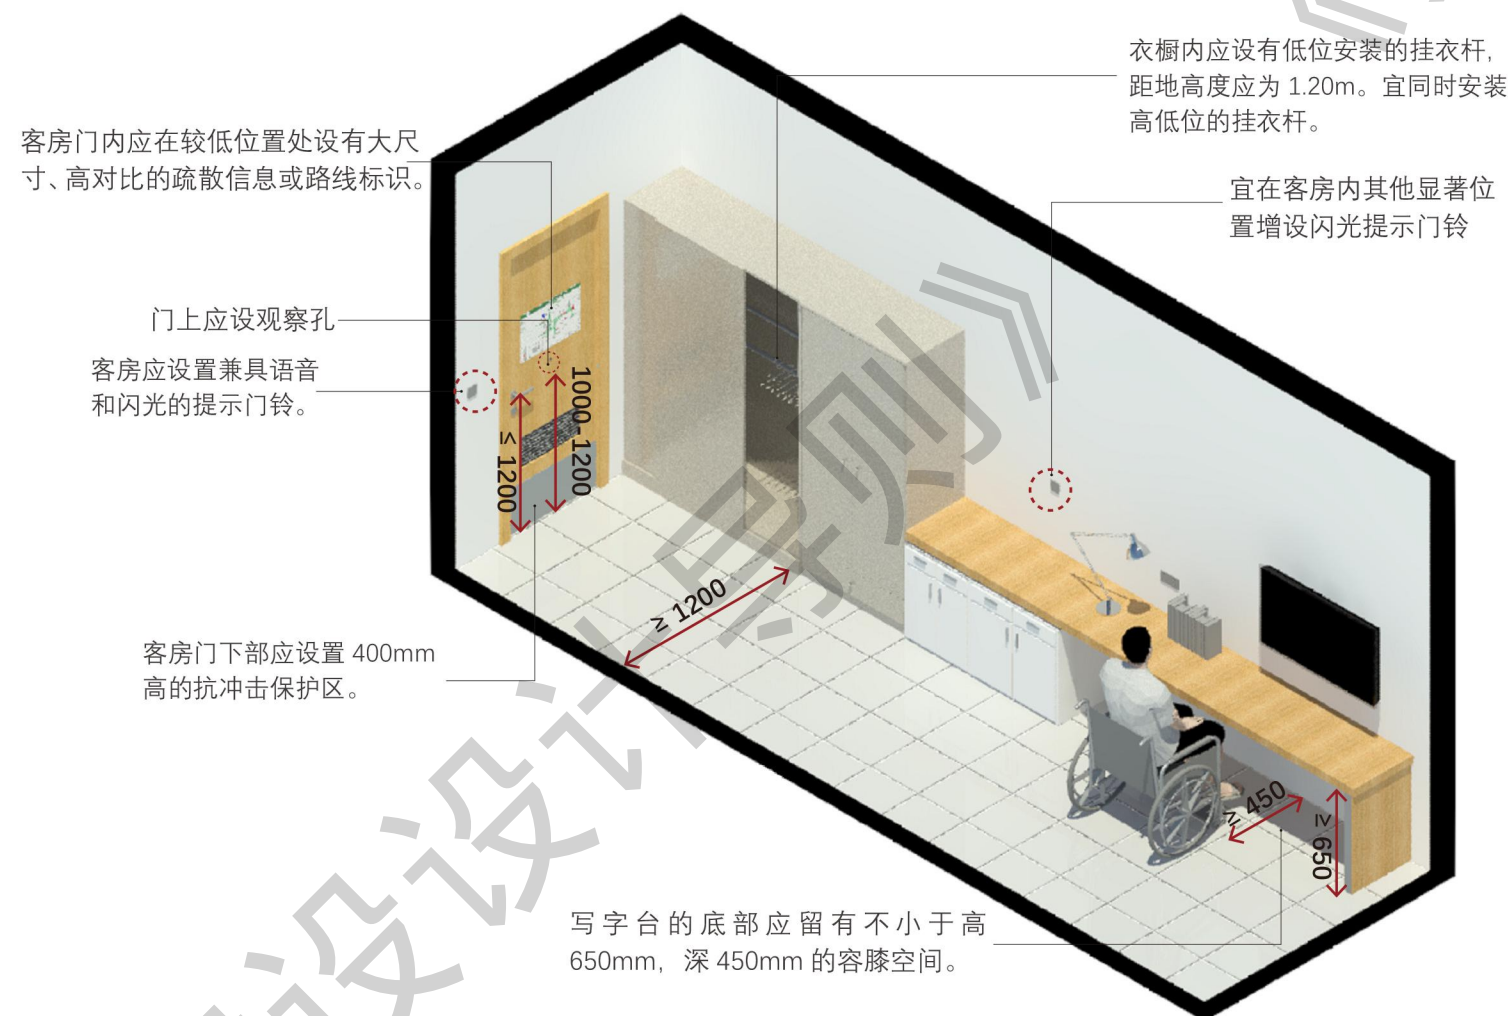 衣橱内应设有低位安装的挂衣杆,
距地高度应为 1.20m。宜同时安装
高低位的挂衣杆。
客房门内应在较低位置处设有大尺
寸、高对比的疏散信息或路线标识。
宜在客房内其他显著位
置增设闪光提示门铃
门上应设观察孔
客房应设置兼具语音
和闪光的提示门铃。
1000-1200
≤ 1200
≥ 1200
客房门下部应设置 400mm
高的抗冲击保护区。
≥ 450
≥ 650
写字台的底部应留有不小于高
650mm, 深 450mm 的容膝空间。
设设计导则》
《